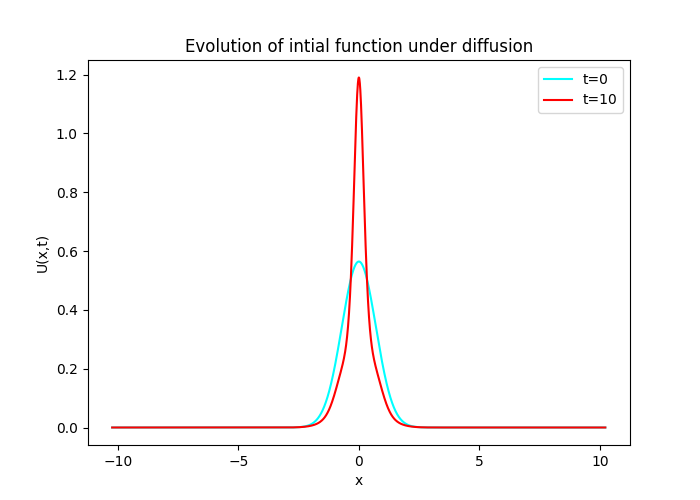 Evolution of intial function under diffusion
t=0
t=10
U(x,t)
1.2
1.0
0.8
0.6
0.4
0.2
0.0
−10
−5
0
5
10
x